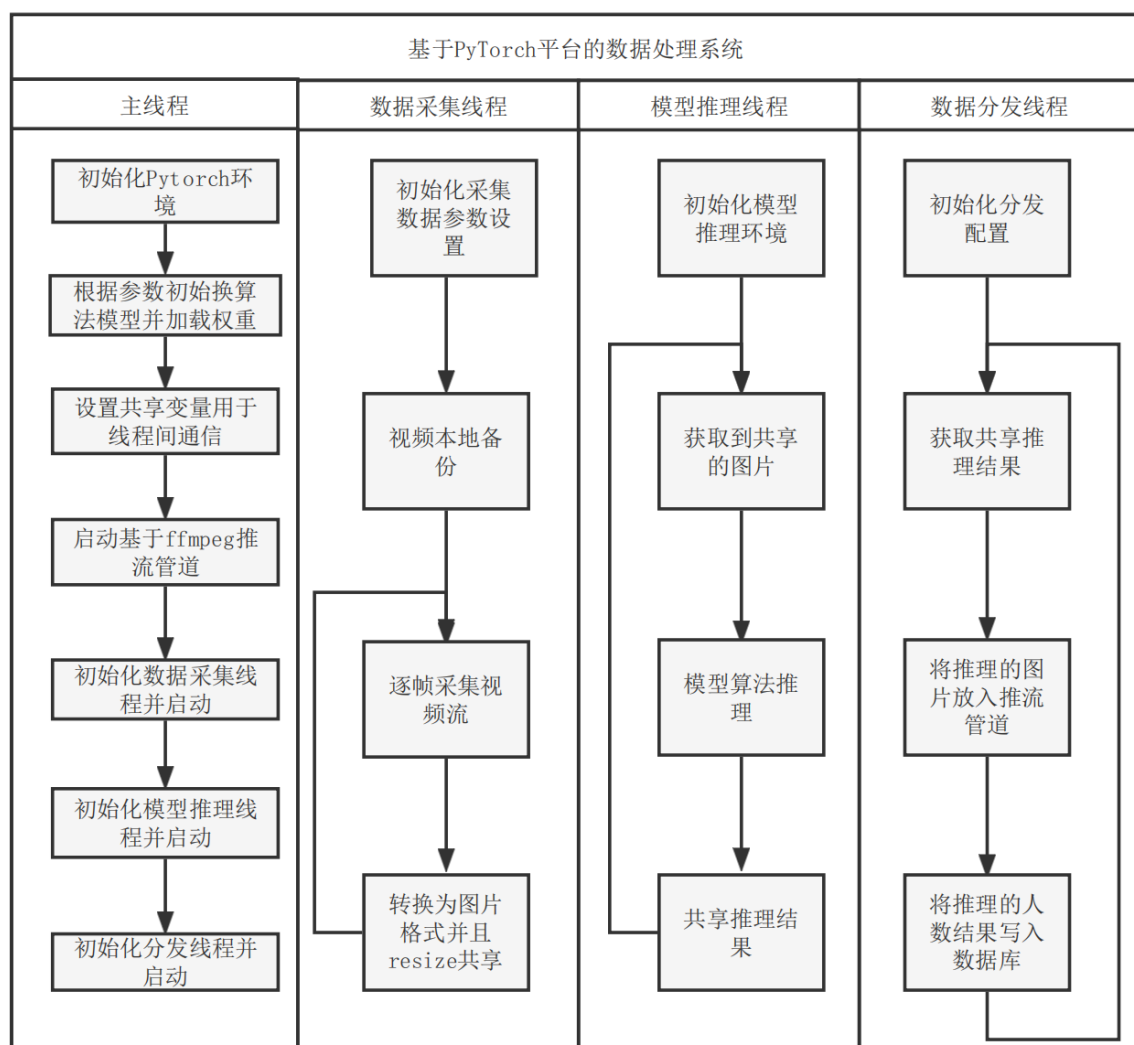 基于PyTorch平台的数据处理系统
主线程
数据采集线程
模型推理线程
数据分发线程
初始化Pytorch环
境
根据参数初始换算
法模型并加载权重
设置共享变量用于
线程间通信
启动基于ffmpeg推
流管道
初始化数据采集线
程并启动
初始化模型推理线
程并启动
初始化分发线程并
启动
初始化采集
数据参数设
置
视频本地备
份
逐帧采集视
频流
转换为图片
格式并且
resize共享
初始化模型
推理环境
获取到共享
的图片
模型算法推
理
共享推理结
果
初始化分发
配置
获取共享推
理结果
将推理的图
片放入推流
管道
将推理的人
数结果写入
数据库